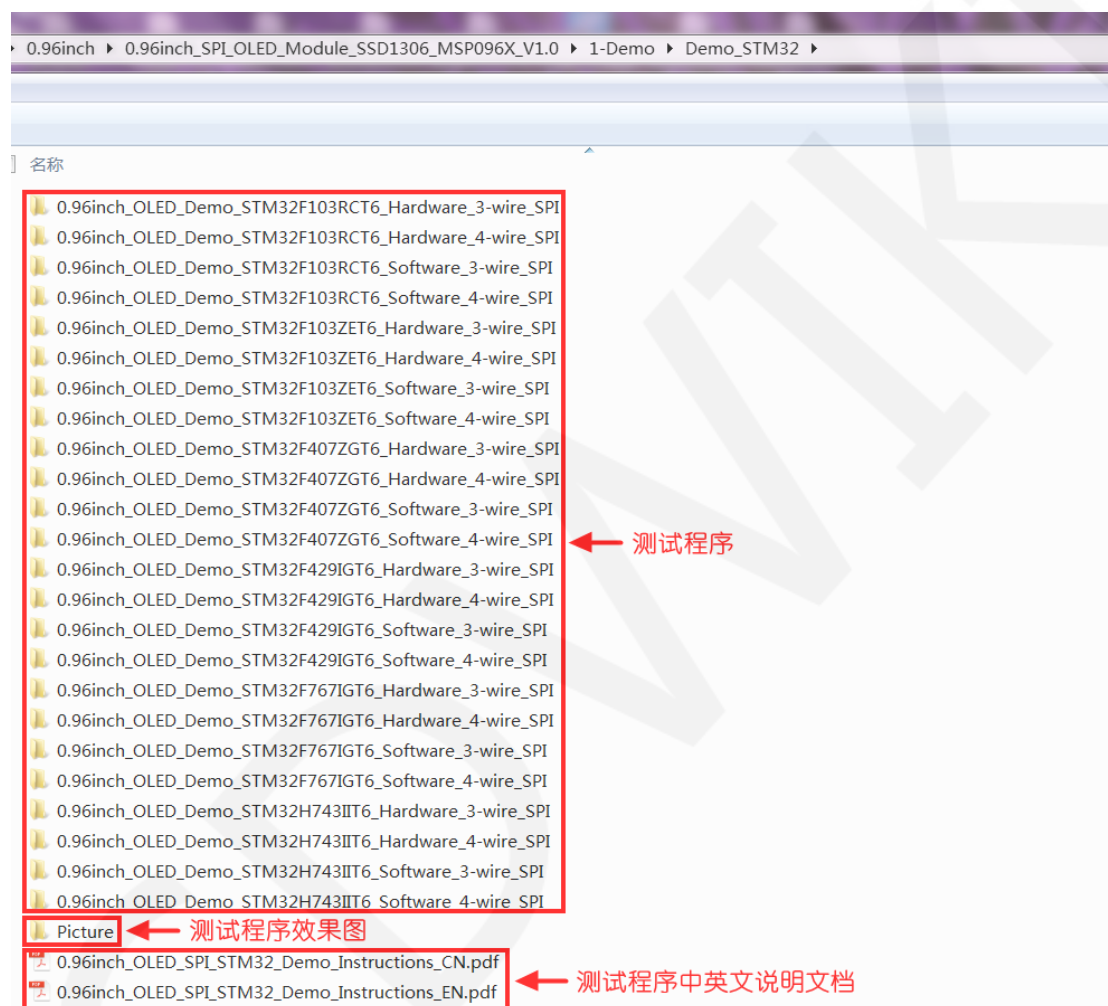 0.96inch 0.96inch_SPI_OLED_Module_SSD1306_MSP096X_V1.0 1-Demo Demo_STM32
名称
0.96inch_OLED_Demo_STM32F103RCT6_Hardware_3-wire_SPI
0.96inch_OLED_Demo_STM32F103RCT6_Hardware_4-wire_SPI
0.96inch_OLED_Demo_STM32F103RCT6_Software_3-wire_SPI
0.96inch_OLED_Demo_STM32F103RCT6_Software_4-wire_SPI
0.96inch_OLED_Demo_STM32F103ZET6_Hardware_3-wire_SPI
0.96inch_OLED_Demo_STM32F103ZET6_Hardware_4-wire_SPI
0.96inch_OLED_Demo_STM32F103ZET6_Software_3-wire_SPI
0.96inch_OLED_Demo_STM32F103ZET6_Software_4-wire_SPI
0.96inch_OLED_Demo_STM32F407ZGT6_Hardware_3-wire_SPI
0.96inch_OLED_Demo_STM32F407ZGT6_Hardware_4-wire_SPI
0.96inch_OLED_Demo_STM32F407ZGT6_Software_3-wire_SPI
0.96inch_OLED_Demo_STM32F407ZGT6_Software_4-wire_SPI
测试程序
0.96inch_OLED_Demo_STM32F429IGT6_Hardware_3-wire_SPI
0.96inch_OLED_Demo_STM32F429IGT6_Hardware_4-wire_SPI
0.96inch_OLED_Demo_STM32F429IGT6_Software_3-wire_SPI
0.96inch_OLED_Demo_STM32F429IGT6_Software_4-wire_SPI
0.96inch_OLED_Demo_STM32F767IGT6_Hardware_3-wire_SPI
0.96inch_OLED_Demo_STM32F767IGT6_Hardware_4-wire_SPI
0.96inch_OLED_Demo_STM32F767IGT6_Software_3-wire_SPI
0.96inch_OLED_Demo_STM32F767IGT6_Software_4-wire_SPI
0.96inch_OLED_Demo_STM32H743IIT6_Hardware_3-wire_SPI
0.96inch_OLED_Demo_STM32H743IIT6_Hardware_4-wire_SPI
0.96inch_OLED_Demo_STM32H743IIT6_Software_3-wire_SPI
0.96inch_OLED_Demo_STM32H743IIT6_Software_4-wire_SPI
Picture 测试程序效果图
0.96inch_OLED_SPI_STM32_Demo_Instructions_CN.pdf
测试程序中英文说明文档
0.96inch_OLED_SPI_STM32_Demo_Instructions_EN.pdf